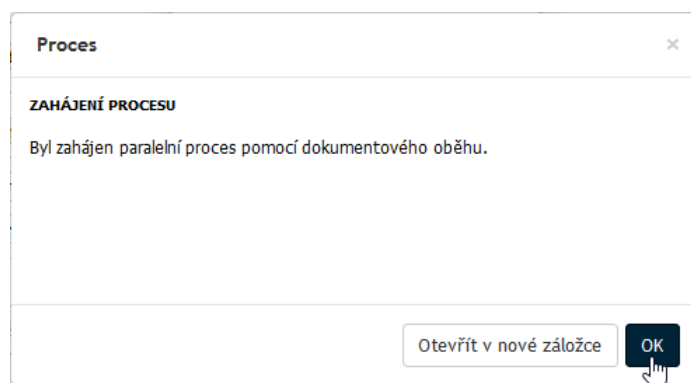 Proces
×
ZAHÁJENÍ PROCESU
Byl zahájen paralelní proces pomocí dokumentového oběhu.
Otevřít v nové záložce
OK